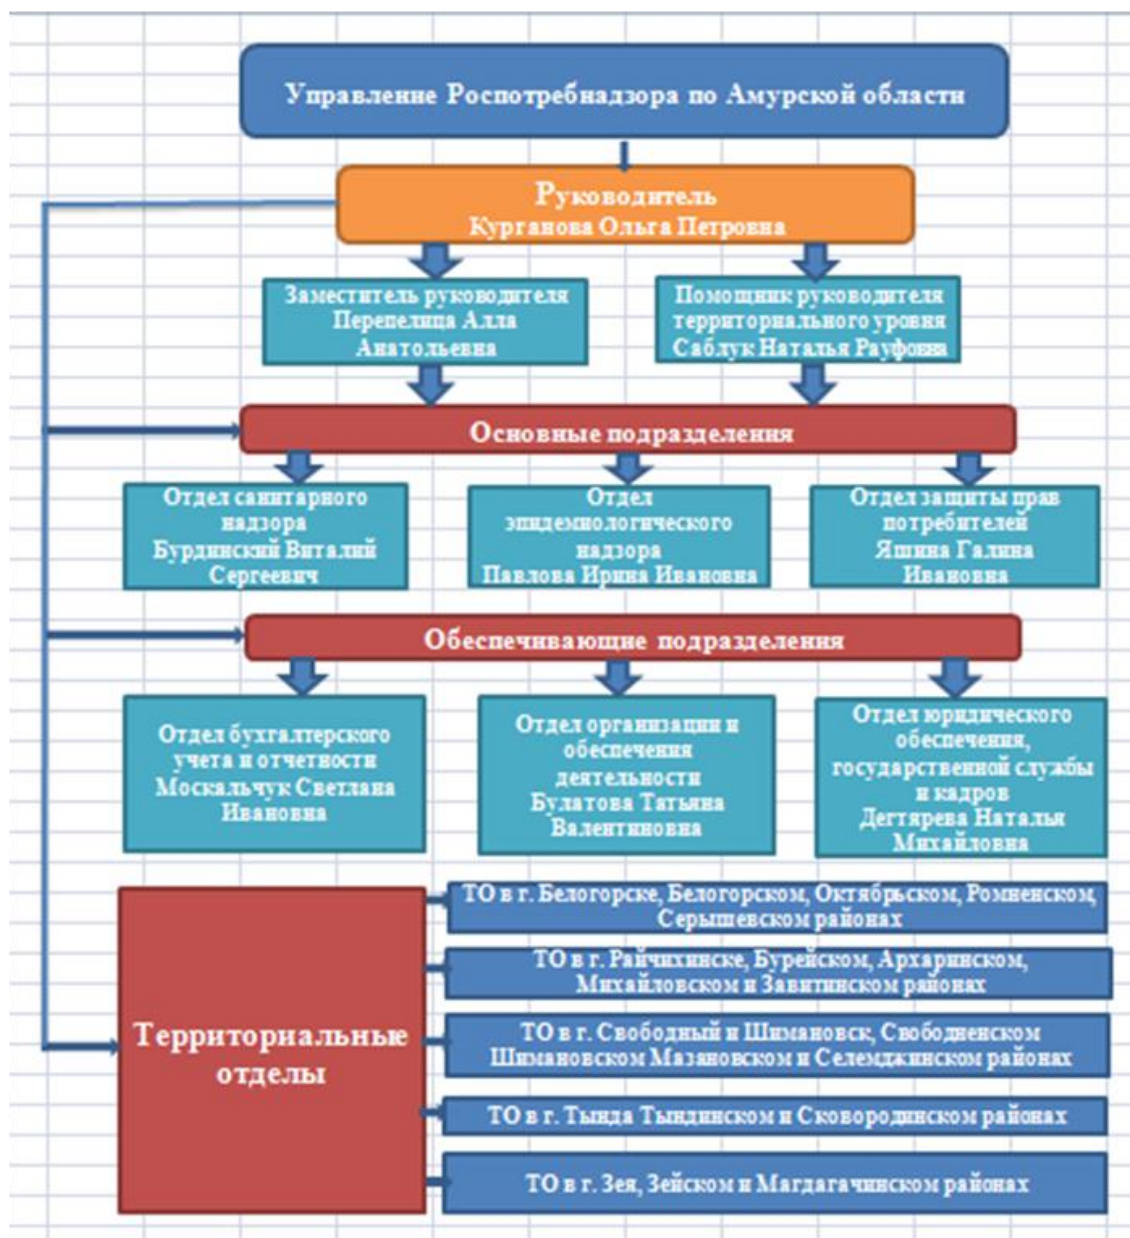 Управление Роспотребнадзора по Амурской области
Руководитель
Курганова Ольга Петровна
Заместитель руководителя
Перепелица Алла
Анатольевна
Помощник руководителя
территориального уровня
Саблук Наталья Рауфовна
Основные подразделения
Отдел санитарного
надзора
Бурдинский Виталий
Сергеевич
Отдел
эпидемиологического
надзора
Павлова Ирина Ивановна
Отдел защиты прав
потребителей
Яшина Галина
Ивановна
Обеспечивающие подразделения
Отдел бухгалтерского
учета и отчетности
Москальчук Светлана
Ивановна
Отдел организации и
обеспечения
деятельности
Булатова Татьяна
Валентиновна
Отдел юридического
обеспечения,
государственной службы
и кадров
Дегтярева Наталья
Михайловна
Территориальные
отделы
ТО в г. Белогорске, Белогорском, Октябрьском, Ромненском,
Серышевском районах
ТО в г. Райчихинске, Бурейском, Архаринском,
Михайловском и Завитинском районах
ТО в г. Свободный и Шимановск, Свободненском
Шимановском Мазановском и Селемджинском районах
ТО в г. Тында Тындинском и Сковородинском районах
ТО в г. Зея, Зейском и Магдагачинском районах